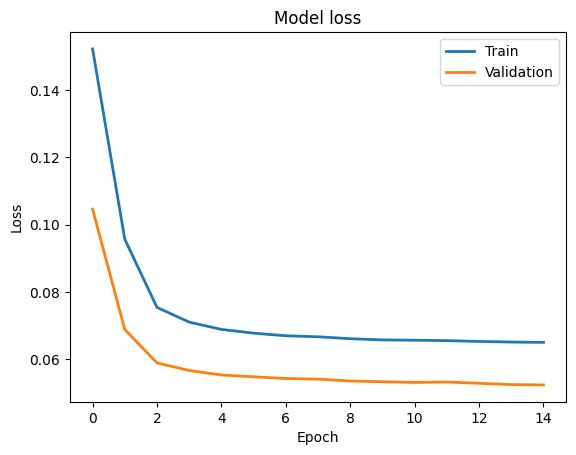 Model loss
Train
Validation
0.14
0.12
0.10
0.08
0.06
Loss
0 2 4 6 8 10 12 14
Epoch